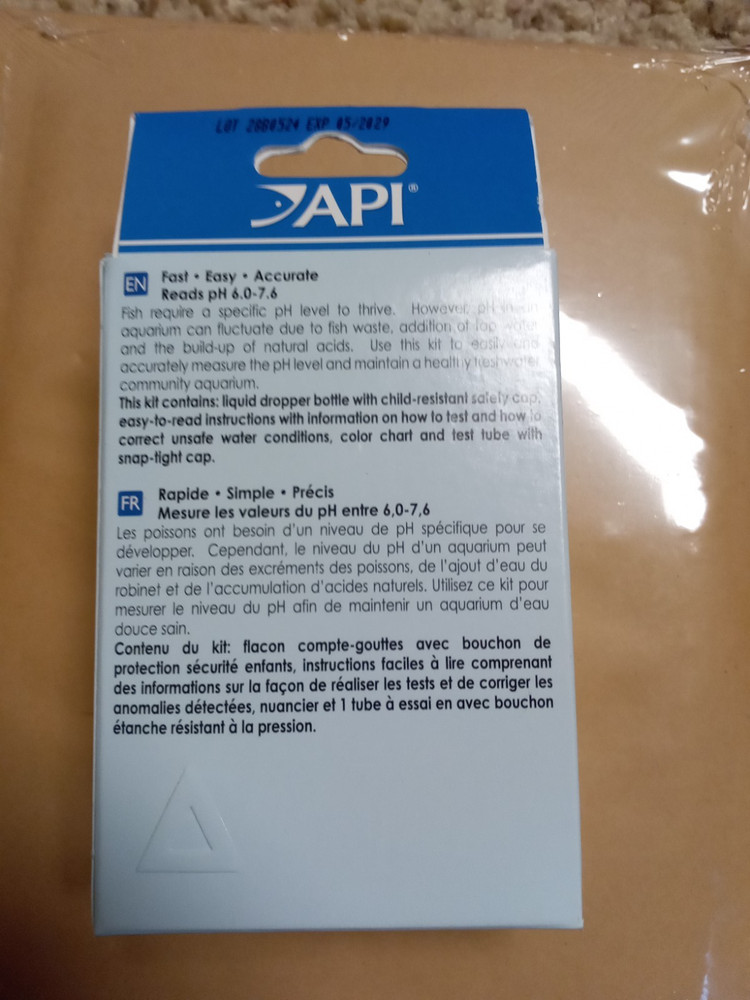 LOT 2860524 EXP 05/2029
API®
EN
Fast • Easy • Accurate
Reads pH 6.0-7.6
Fish require a specific pH level to thrive. However, pH in an
aquarium can fluctuate due to fish waste, addition of tap water
and the build-up of natural acids. Use this kit to easily and
accurately measure the pH level and maintain a healthy freshwater
community aquarium.
This kit contains: liquid dropper bottle with child-resistant safety cap,
easy-to-read instructions with information on how to test and how to
correct unsafe water conditions, color chart and test tube with
snap-tight cap.
FR
Rapide • Simple • Précis
Mesure les valeurs du pH entre 6,0-7,6
Les poissons ont besoin d'un niveau de pH spécifique pour se
développer. Cependant, le niveau du pH d'un aquarium peut
varier en raison des excréments des poissons, de l'ajout d'eau du
robinet et de l'accumulation d'acides naturels. Utilisez ce kit pour
mesurer le niveau du pH afin de maintenir un aquarium d'eau
douce sain.
Contenu du kit: flacon compte-gouttes avec bouchon de
protection sécurité enfants, instructions faciles à lire comprenant
des informations sur la façon de réaliser les tests et de corriger les
anomalies détectées, nuancier et 1 tube à essai en avec bouchon
étanche résistant à la pression.